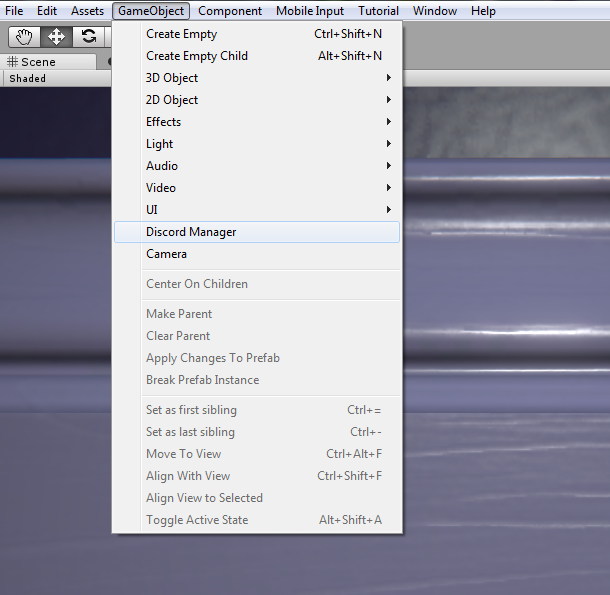 File Edit Assets GameObject Component Mobile Input Tutorial Window Help
Scene
Shaded
Create Empty Ctrl+Shift+N
Create Empty Child Alt+Shift+N
3D Object
2D Object
Effects
Light
Audio
Video
UI
Discord Manager
Camera
Center On Children
Make Parent
Clear Parent
Apply Changes To Prefab
Break Prefab Instance
Set as first sibling Ctrl+=
Set as last sibling Ctrl+-
Move To View Ctrl+Alt+F
Align With View Ctrl+Shift+F
Align View to Selected
Toggle Active State Alt+Shift+A